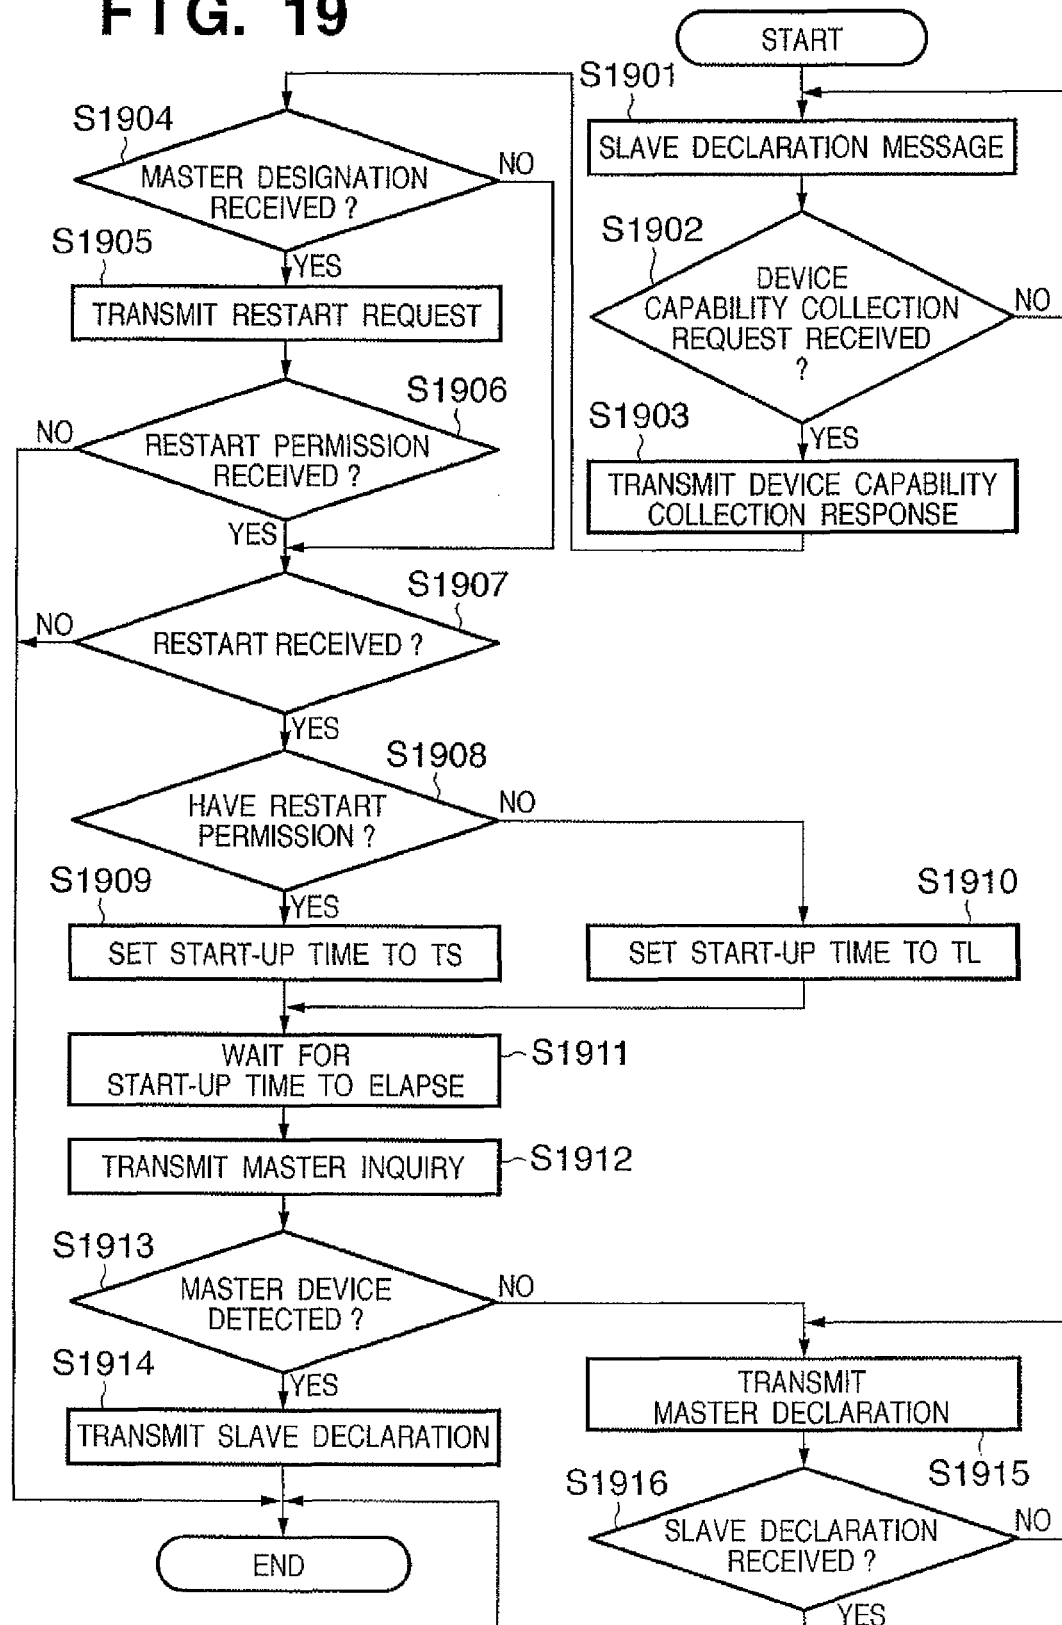 FIG. 19
START
S1901
SLAVE DECLARATION MESSAGE
S1902
DEVICE
CAPABILITY COLLECTION
REQUEST RECEIVED
?
NO
YES
S1903
TRANSMIT DEVICE CAPABILITY
COLLECTION RESPONSE
S1904
MASTER DESIGNATION
RECEIVED ?
NO
YES
S1905
TRANSMIT RESTART REQUEST
S1906
RESTART PERMISSION
RECEIVED ?
NO
YES
S1907
RESTART RECEIVED ?
NO
YES
S1908
HAVE RESTART
PERMISSION ?
NO
YES
S1909
SET START-UP TIME TO TS
S1910
SET START-UP TIME TO TL
WAIT FOR
START-UP TIME TO ELAPSE
S1911
TRANSMIT MASTER INQUIRY
S1912
S1913
MASTER DEVICE
DETECTED ?
NO
YES
S1914
TRANSMIT SLAVE DECLARATION
END
TRANSMIT
MASTER DECLARATION
S1915
S1916
SLAVE DECLARATION
RECEIVED ?
NO
YES